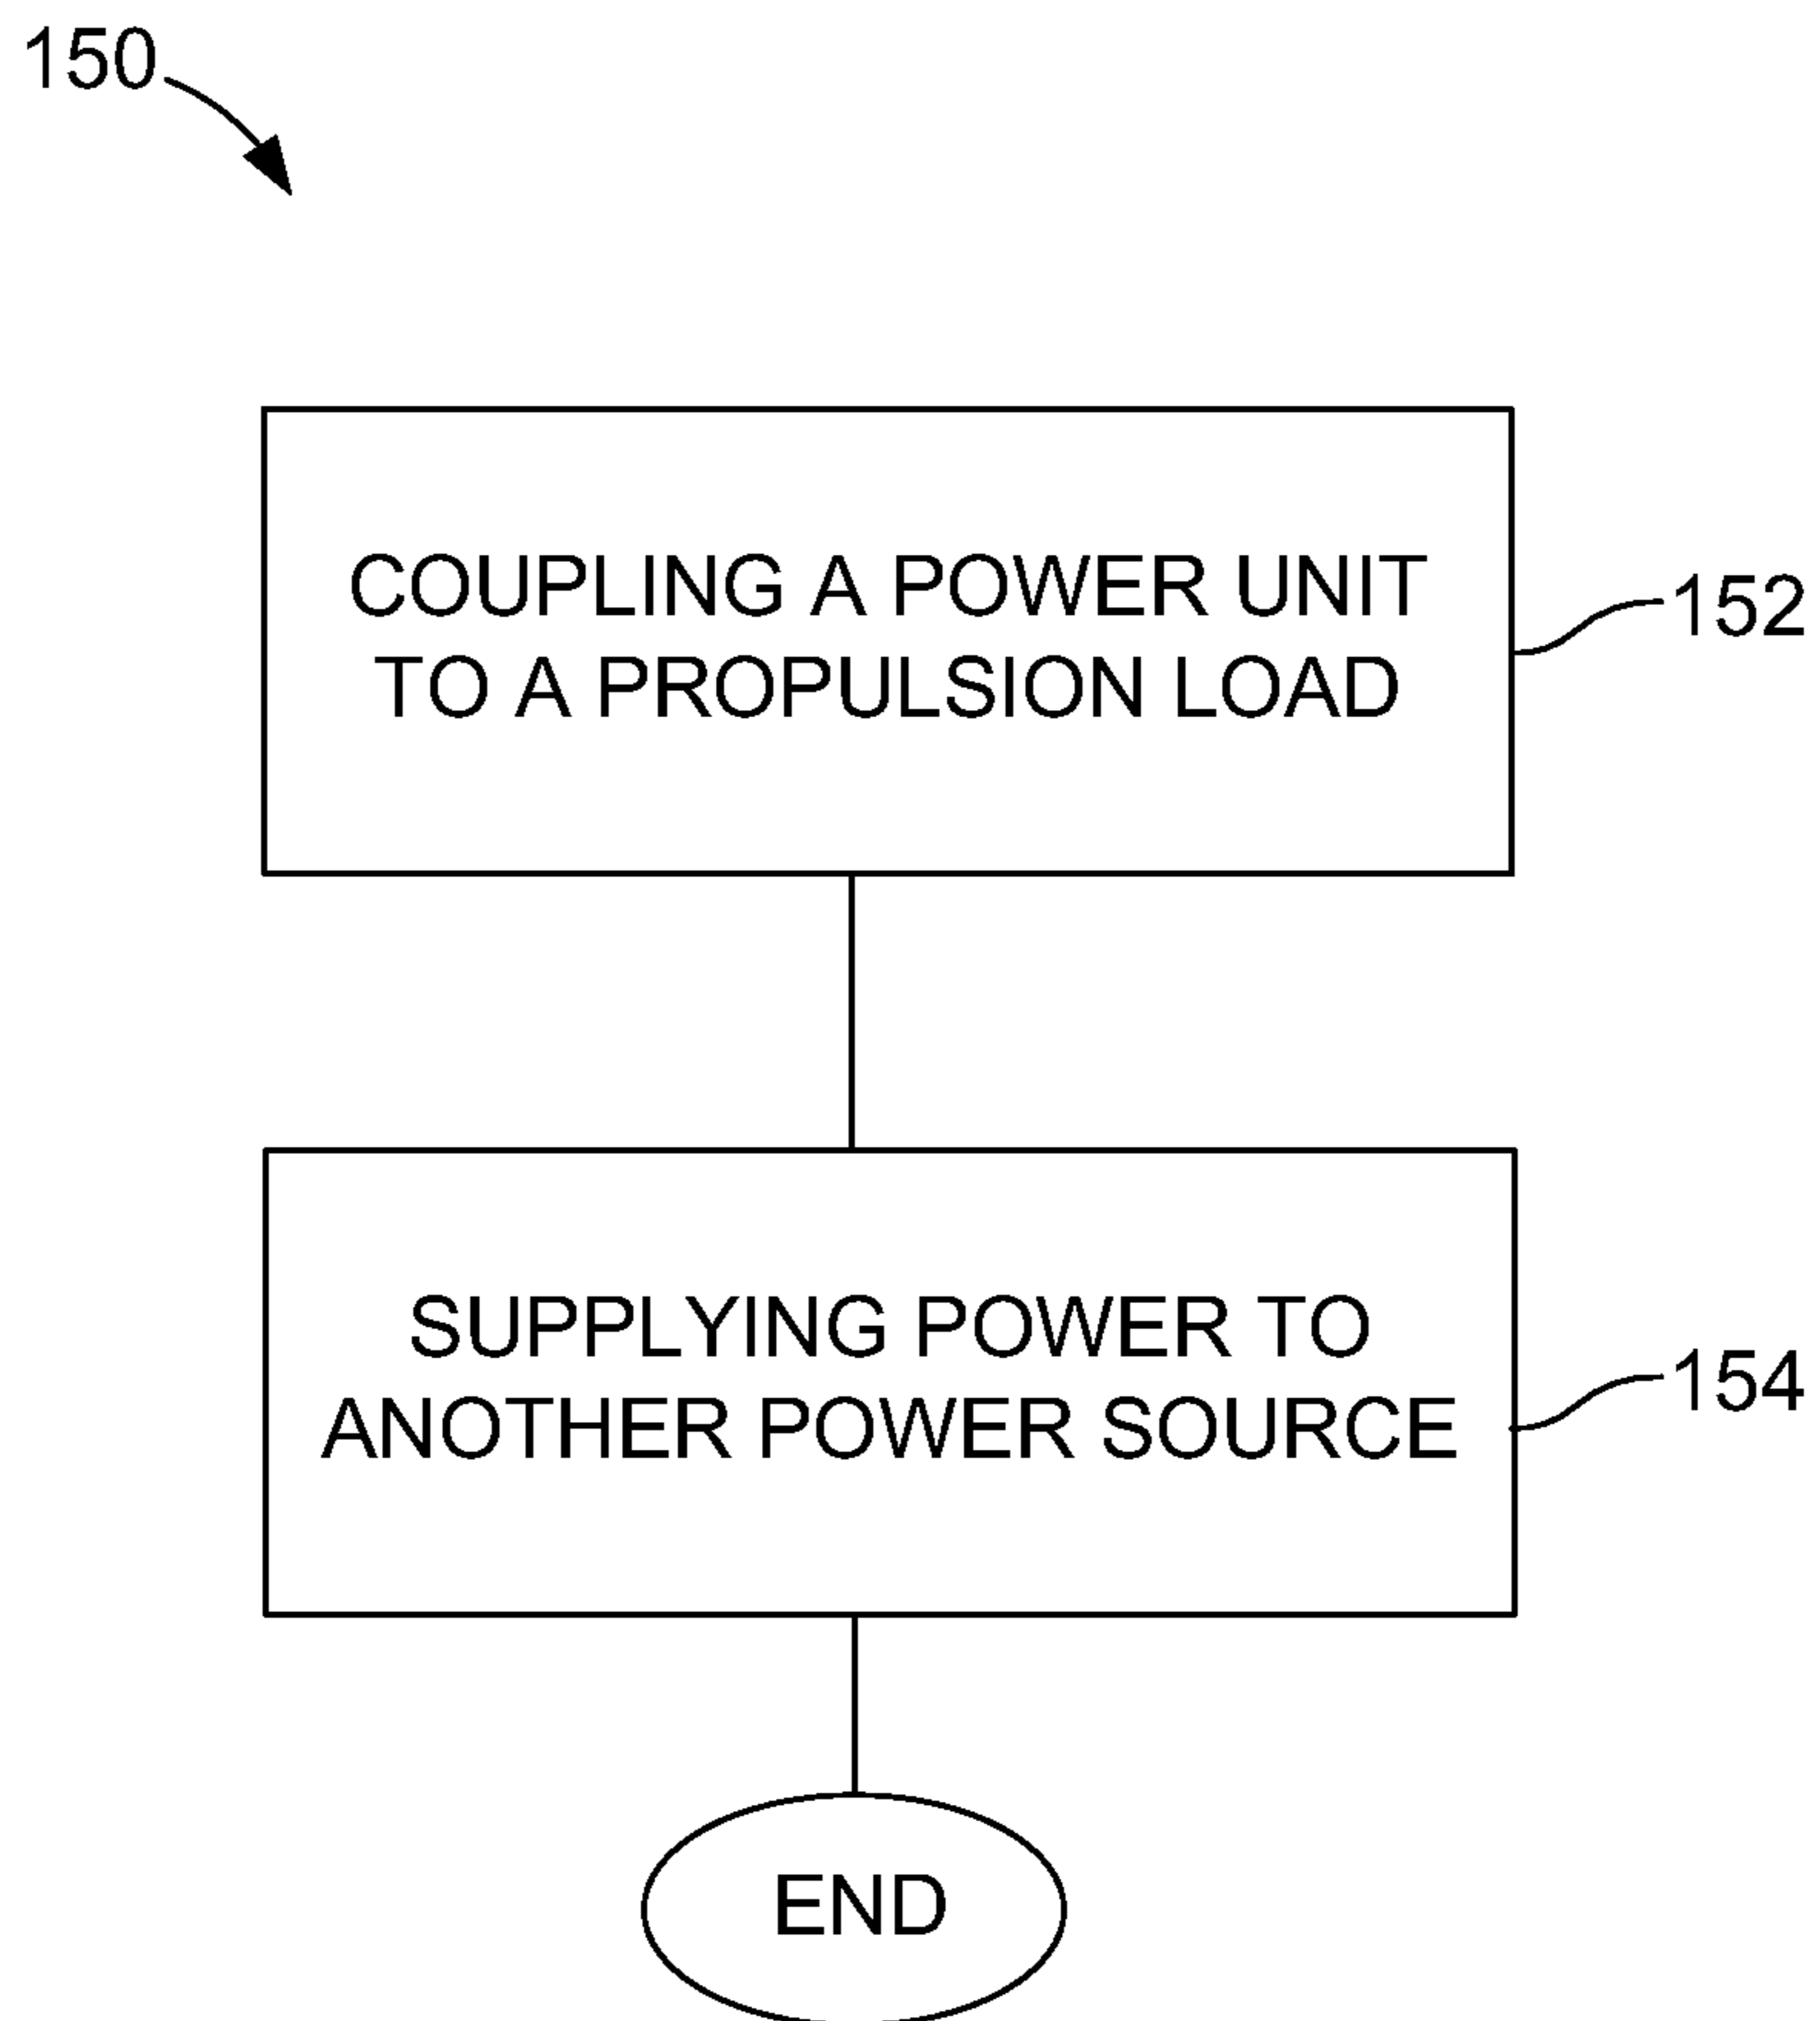 150
COUPLING A POWER UNIT
TO A PROPULSION LOAD
152
SUPPLYING POWER TO
ANOTHER POWER SOURCE
154
END